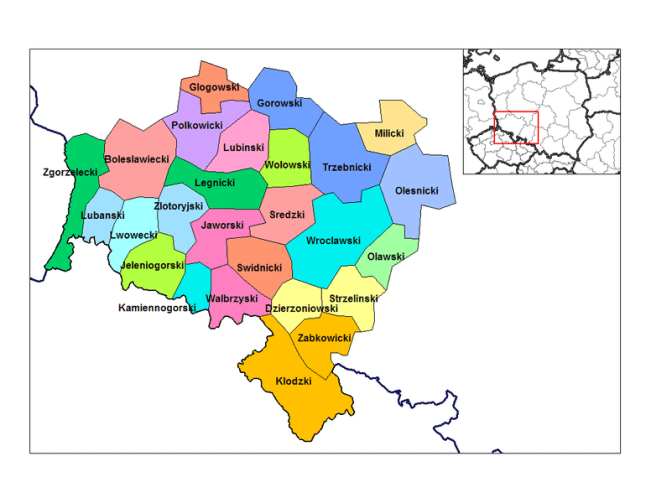 Glogowski
Gorowski
Polkowicki
Milicki
Lubinski
Boleslawiecki
Wolowski
Trzebnicki
Zgorzelecki
Legnicki
Olesnicki
Zlotoryjski
Lubanski
Sredzki
Jaworski
Lwowecki
Wroclawski
Olawski
Jeleniogorski
Swidnicki
Walbrzyski
Strzelinski
Kamiennogorski
Dzierzoniowski
Zabkowicki
Klodzki